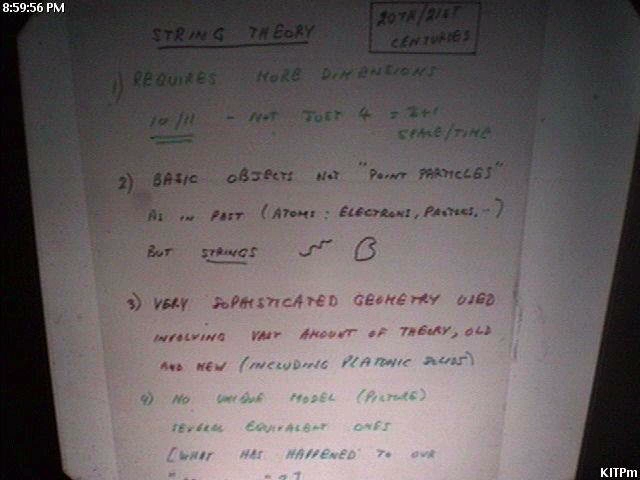 8:59:56 PM
STRING THEORY
20TH/21ST
CENTURIES
1) REQUIRES MORE DIMENSIONS
10/11 - NOT JUST 4 = 3+1
SPACE/TIME
2) BASIC OBJECTS NOT "POINT PARTICLES"
AS IN PAST (ATOMS: ELECTRONS, PROTONS, ..)
BUT STRINGS
3) VERY SOPHISTICATED GEOMETRY USED
INVOLVING VAST AMOUNT OF THEORY, OLD
AND NEW (INCLUDING PLATONIC SOLIDS)
4) NO UNIQUE MODEL (PICTURE)
SEVERAL EQUIVALENT ONES
[WHAT HAS HAPPENED TO OUR
KITPm